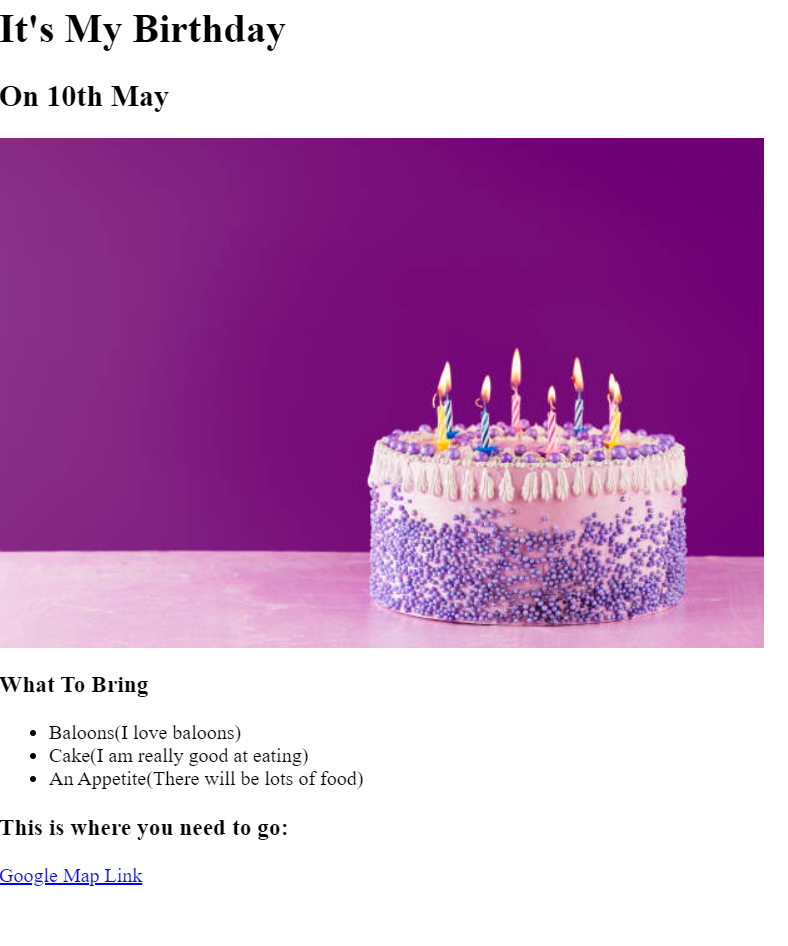 It's My Birthday
On 10th May
What To Bring
Baloons(I love baloons)
Cake(I am really good at eating)
An Appetite(There will be lots of food)
This is where you need to go:
Google Map Link